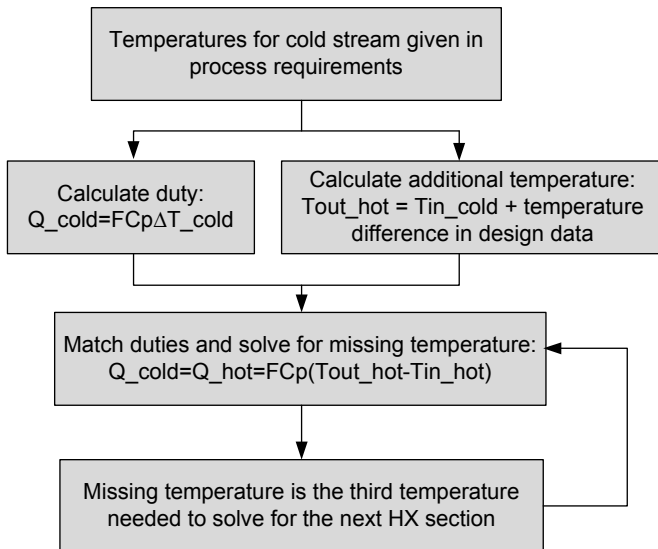 Temperatures for cold stream given in
process requirements
Calculate duty:
Q_cold=FCpΔT_cold
Calculate additional temperature:
Tout_hot = Tin_cold + temperature
difference in design data
Match duties and solve for missing temperature:
Q_cold=Q_hot=FCp(Tout_hot-Tin_hot)
Missing temperature is the third temperature
needed to solve for the next HX section